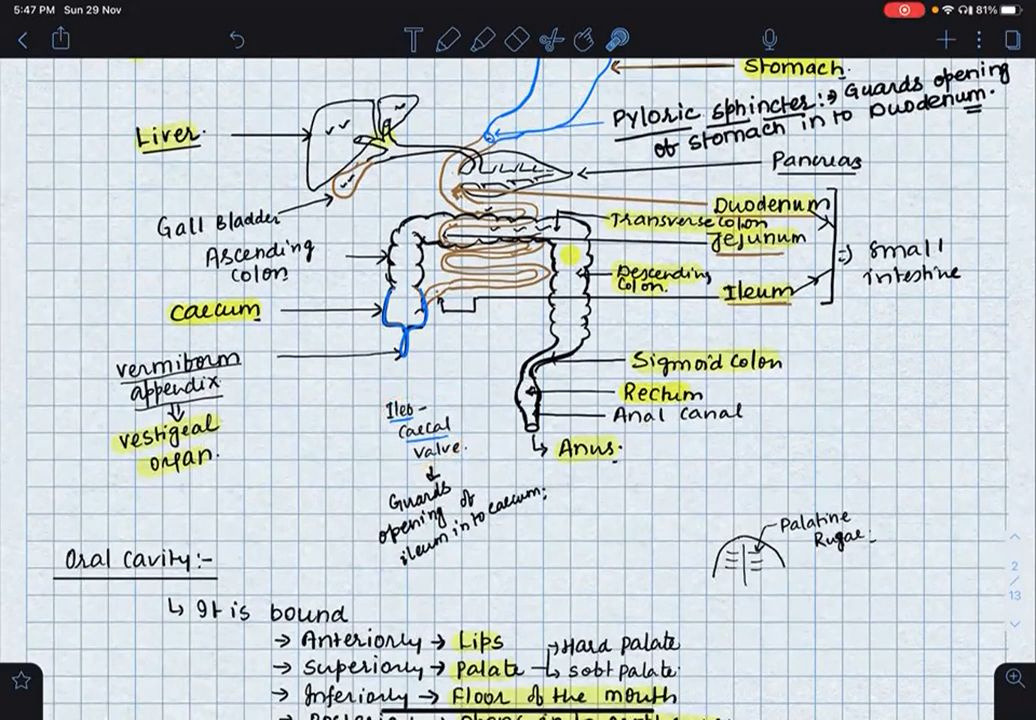 5:47 PM Sun 29 Nov
81%
Stomach
Pyloric sphincter:→ Guards opening
of stomach in to Duodenum.
Liver.
Pancreas
Gall Bladder
Duodenum
Transverse colon
Jejunum
Small
intestine
Ascending
colon
Descending
colon.
Ileum
caecum
vermiform
appendix
vestigeal
organ.
Sigmoid colon
Rectum
Anal canal
Anus.
Ileo-
caecal
valve.
Guards
opening of
ileum in to caecum;
Palatine
Rugae
Oral cavity:-
↳ It is bound
→ Anteriorly → Lips
→ Superiorly → Palate → Hard palate
↳ soft palate
→ Inferiorly → Floor of the mouth
2
/
13